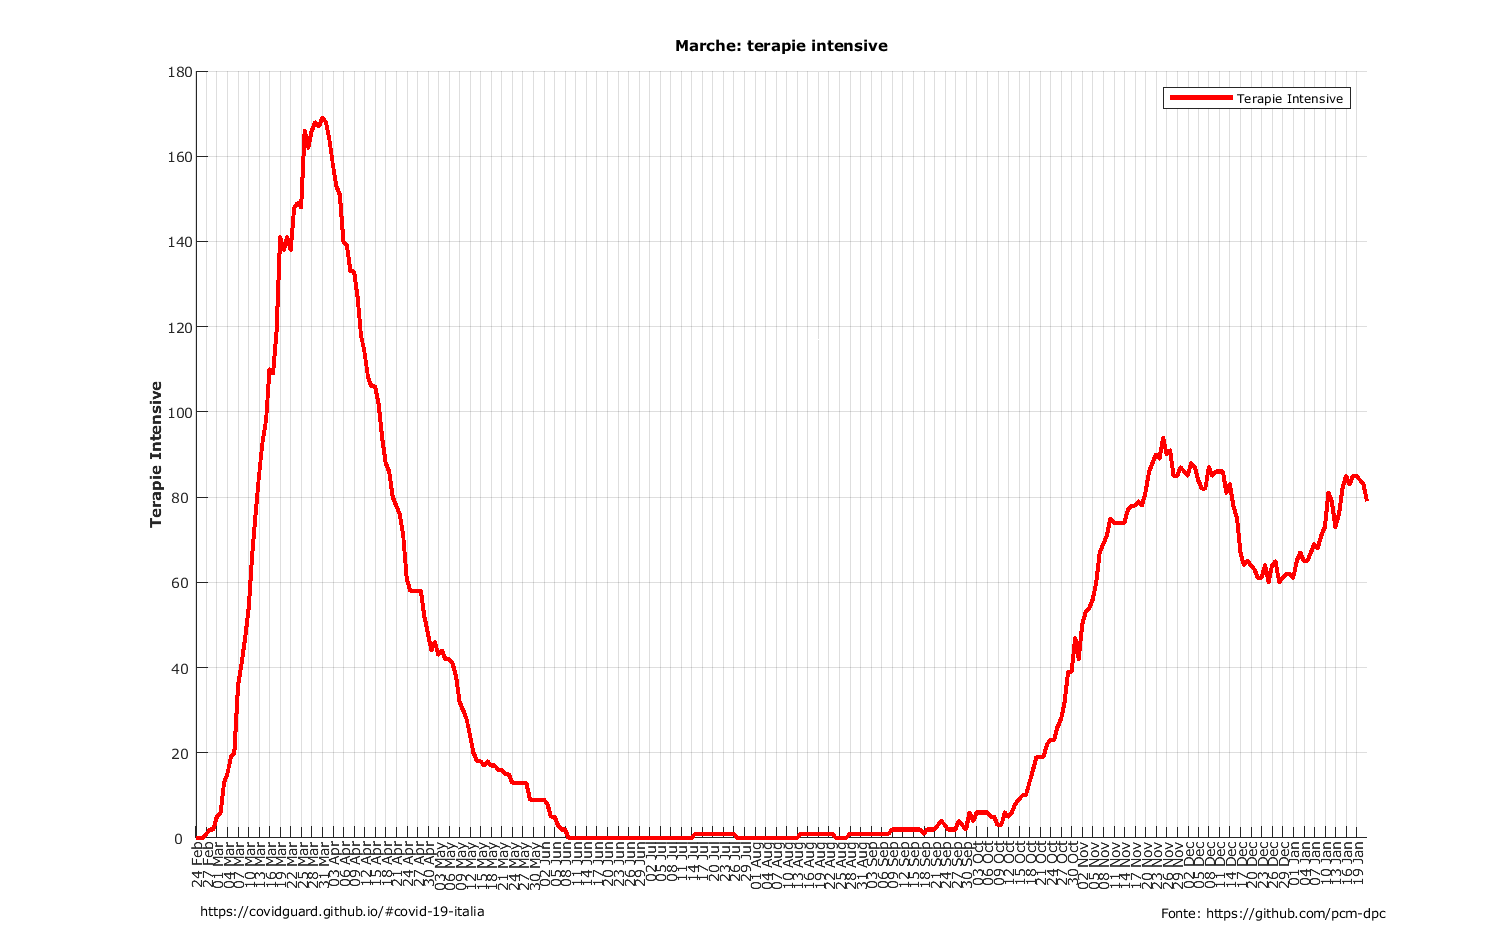 Marche: terapie intensive
Terapie Intensive
Terapie Intensive
180
160
140
120
100
80
60
40
20
0
24 Feb
27 Feb
01 Mar
04 Mar
07 Mar
10 Mar
13 Mar
16 Mar
19 Mar
22 Mar
25 Mar
28 Mar
31 Mar
03 Apr
06 Apr
09 Apr
12 Apr
15 Apr
18 Apr
21 Apr
24 Apr
27 Apr
30 Apr
03 May
06 May
09 May
12 May
15 May
18 May
21 May
24 May
27 May
30 May
02 Jun
05 Jun
08 Jun
11 Jun
14 Jun
17 Jun
20 Jun
23 Jun
26 Jun
29 Jun
02 Jul
05 Jul
08 Jul
11 Jul
14 Jul
17 Jul
20 Jul
23 Jul
26 Jul
29 Jul
01 Aug
04 Aug
07 Aug
10 Aug
13 Aug
16 Aug
19 Aug
22 Aug
25 Aug
28 Aug
31 Aug
03 Sep
06 Sep
09 Sep
12 Sep
15 Sep
18 Sep
21 Sep
24 Sep
27 Sep
30 Sep
03 Oct
06 Oct
09 Oct
12 Oct
15 Oct
18 Oct
21 Oct
24 Oct
27 Oct
30 Oct
02 Nov
05 Nov
08 Nov
11 Nov
14 Nov
17 Nov
20 Nov
23 Nov
26 Nov
29 Nov
02 Dec
05 Dec
08 Dec
11 Dec
14 Dec
17 Dec
20 Dec
23 Dec
26 Dec
29 Dec
01 Jan
04 Jan
07 Jan
10 Jan
13 Jan
16 Jan
19 Jan
https://covidguard.github.io/#covid-19-italia
Fonte: https://github.com/pcm-dpc